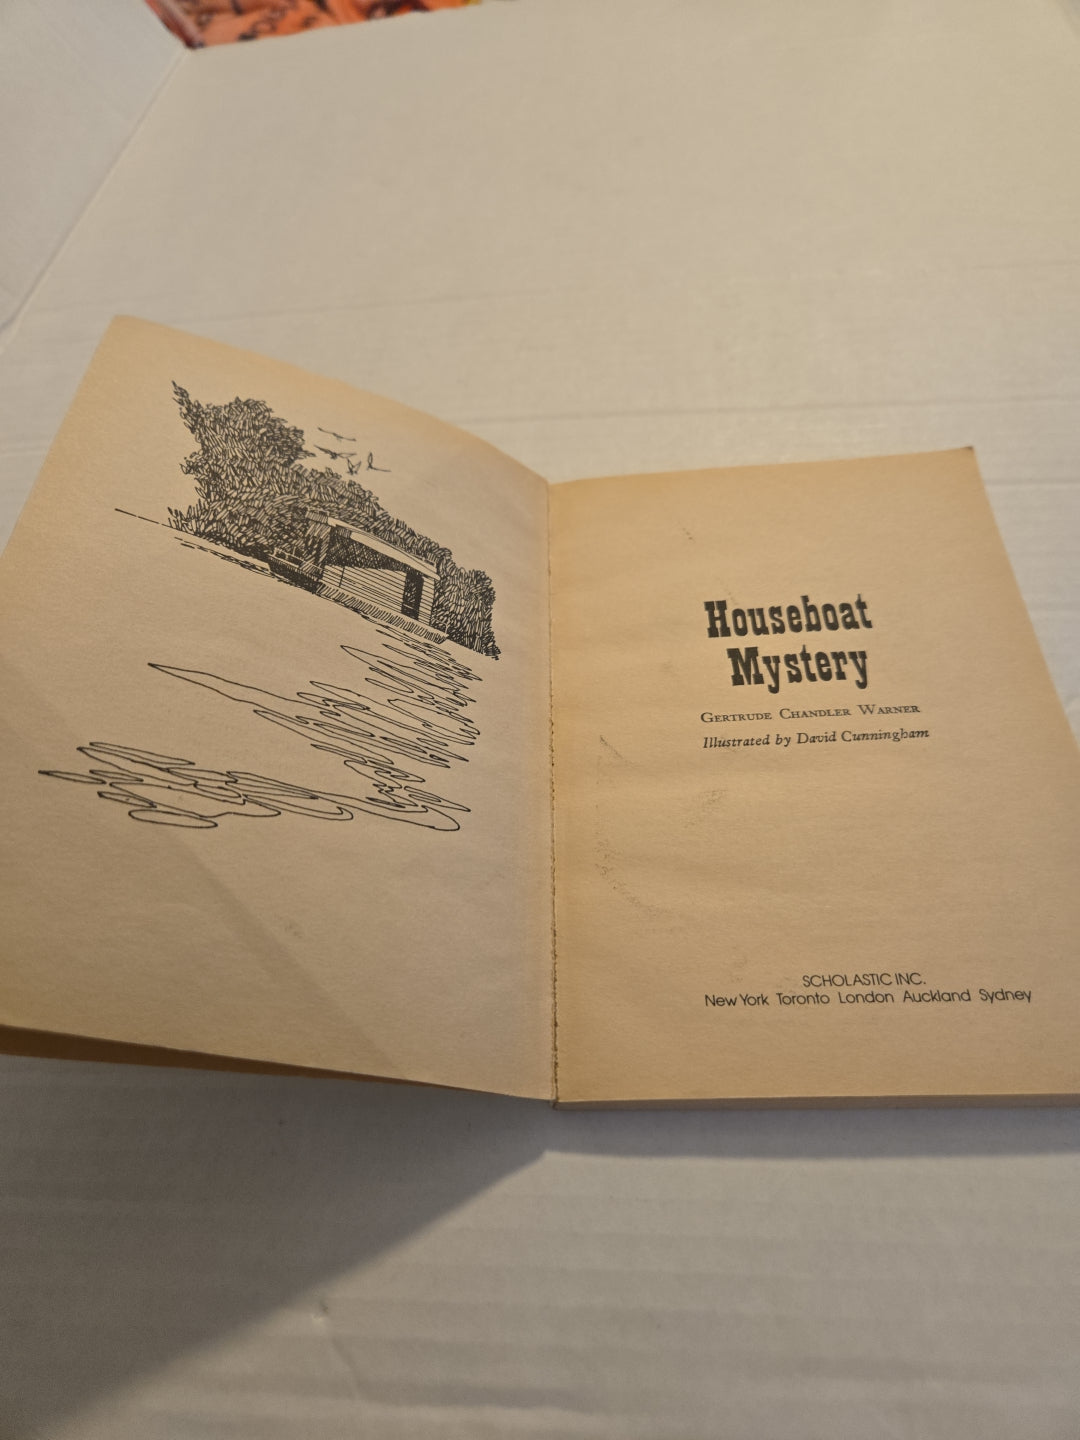 Houseboat
Mystery
Gertrude Chandler Warner
Illustrated by David Cunningham
SCHOLASTIC INC.
New York Toronto London Auckland Sydney